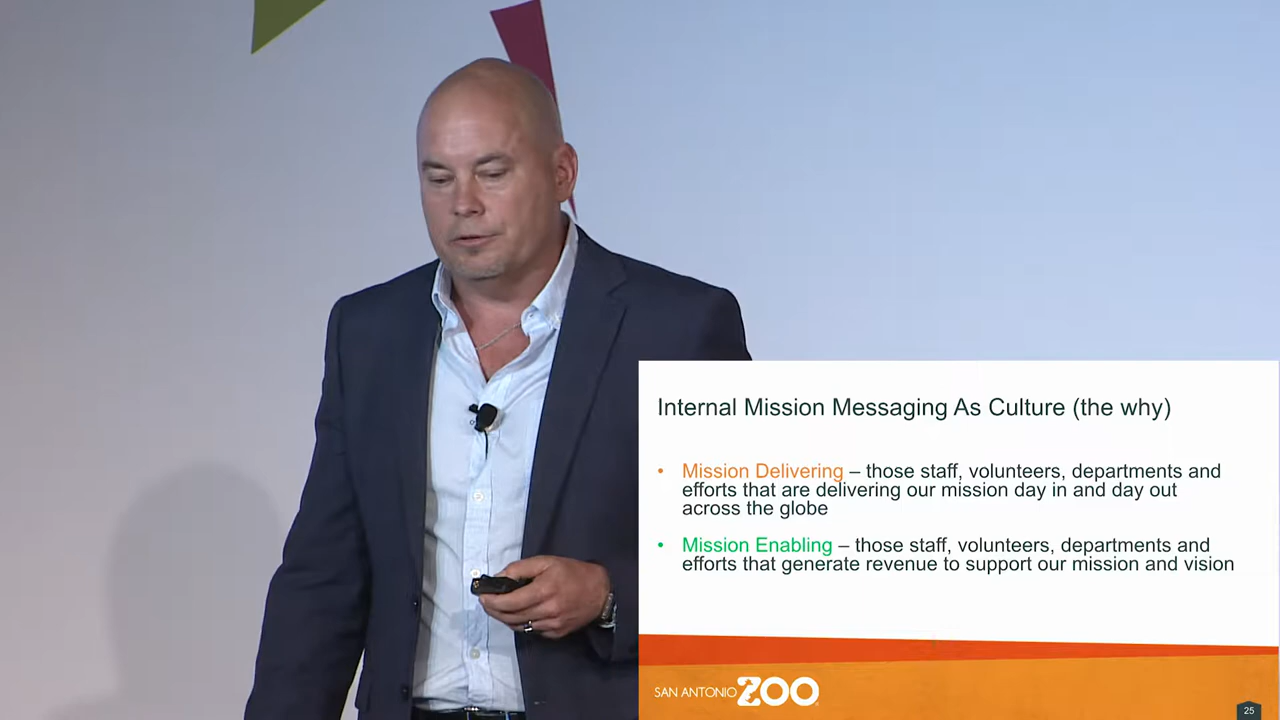 Internal Mission Messaging As Culture (the why)
• Mission Delivering – those staff, volunteers, departments and
efforts that are delivering our mission day in and day out
across the globe
• Mission Enabling – those staff, volunteers, departments and
efforts that generate revenue to support our mission and vision
SAN ANTONIO ZOO
25